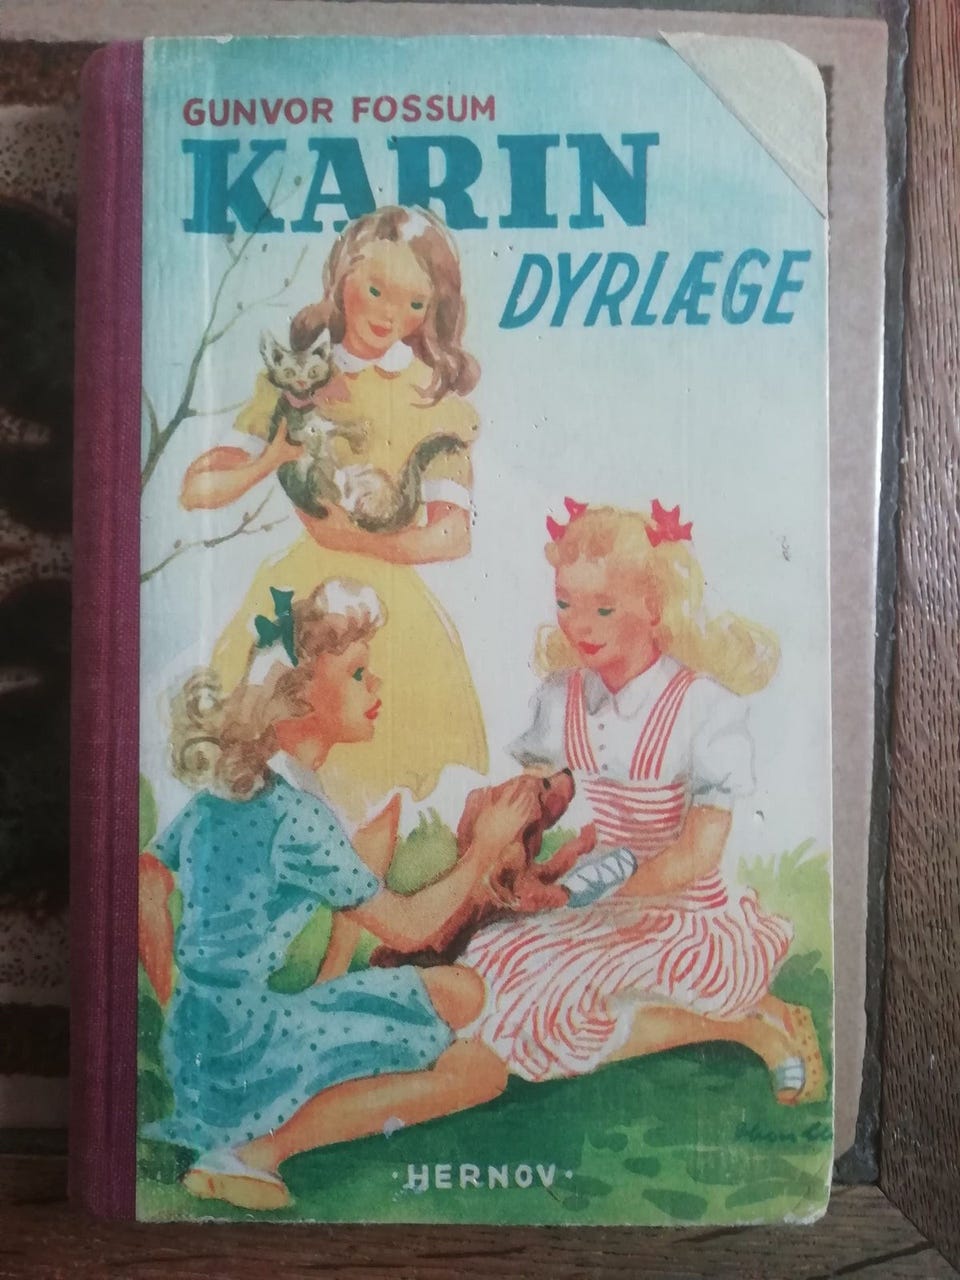 GUNVOR FOSSUM
KARIN
DYRLÆGE
·HERNOV·